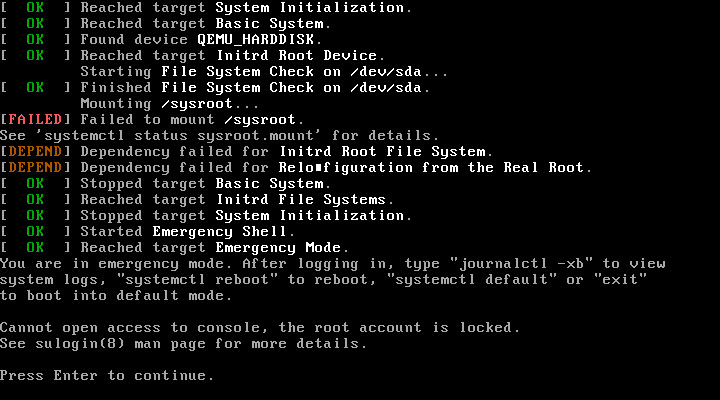 [  OK  ] Reached target System Initialization.
[  OK  ] Reached target Basic System.
[  OK  ] Found device QEMU_HARDDISK.
[  OK  ] Reached target Initrd Root Device.
         Starting File System Check on /dev/sda...
[  OK  ] Finished File System Check on /dev/sda.
         Mounting /sysroot...
[FAILED] Failed to mount /sysroot.
See 'systemctl status sysroot.mount' for details.
[DEPEND] Dependency failed for Initrd Root File System.
[DEPEND] Dependency failed for Relo■figuration from the Real Root.
[  OK  ] Stopped target Basic System.
[  OK  ] Reached target Initrd File Systems.
[  OK  ] Stopped target System Initialization.
[  OK  ] Started Emergency Shell.
[  OK  ] Reached target Emergency Mode.
You are in emergency mode. After logging in, type "journalctl -xb" to view
system logs, "systemctl reboot" to reboot, "systemctl default" or "exit"
to boot into default mode.
Cannot open access to console, the root account is locked.
See sulogin(8) man page for more details.
Press Enter to continue.